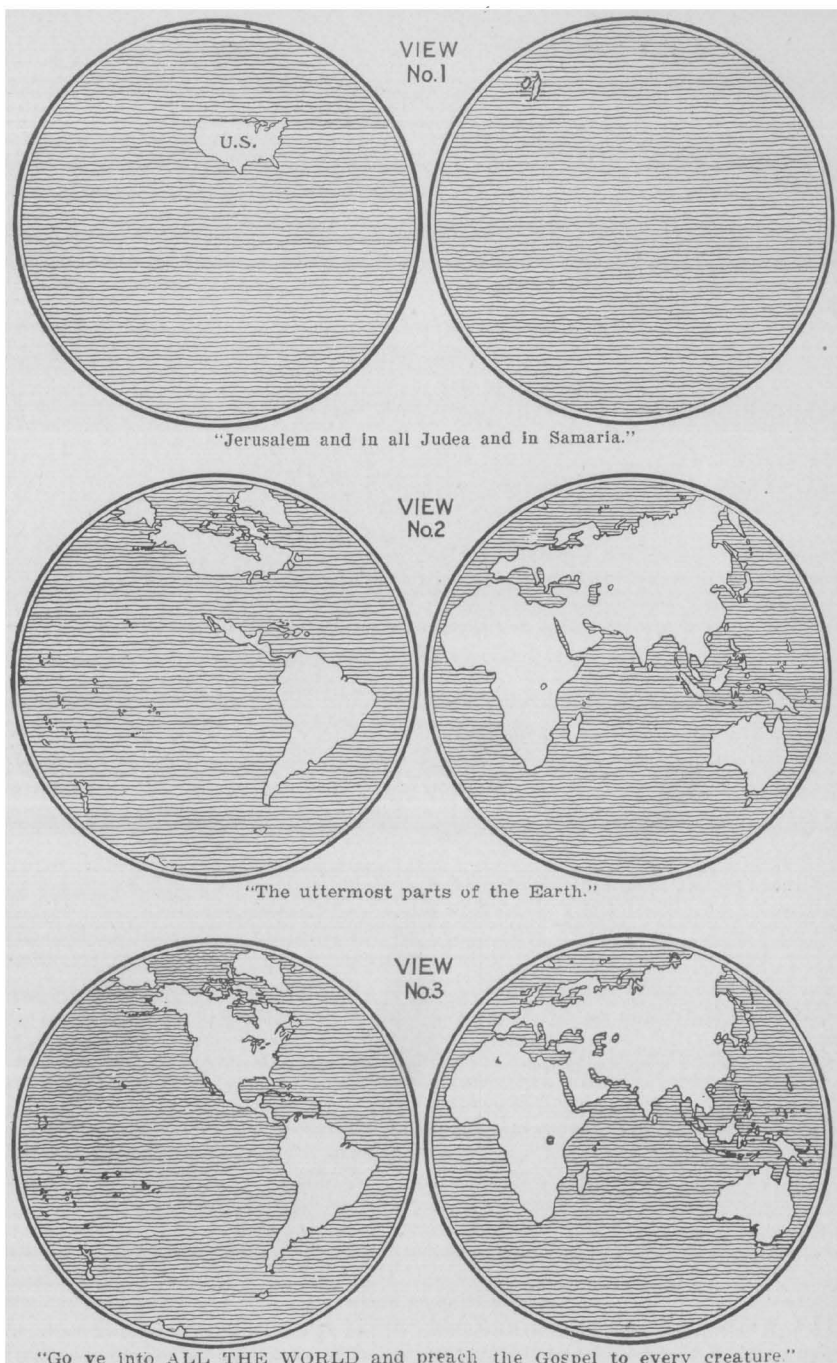 VIEW
No.1
U.S.
"Jerusalem and in all Judea and in Samaria."
VIEW
No.2
"The uttermost parts of the Earth."
VIEW
No.3
"Go ye into ALL THE WORLD and preach the Gospel to every creature."